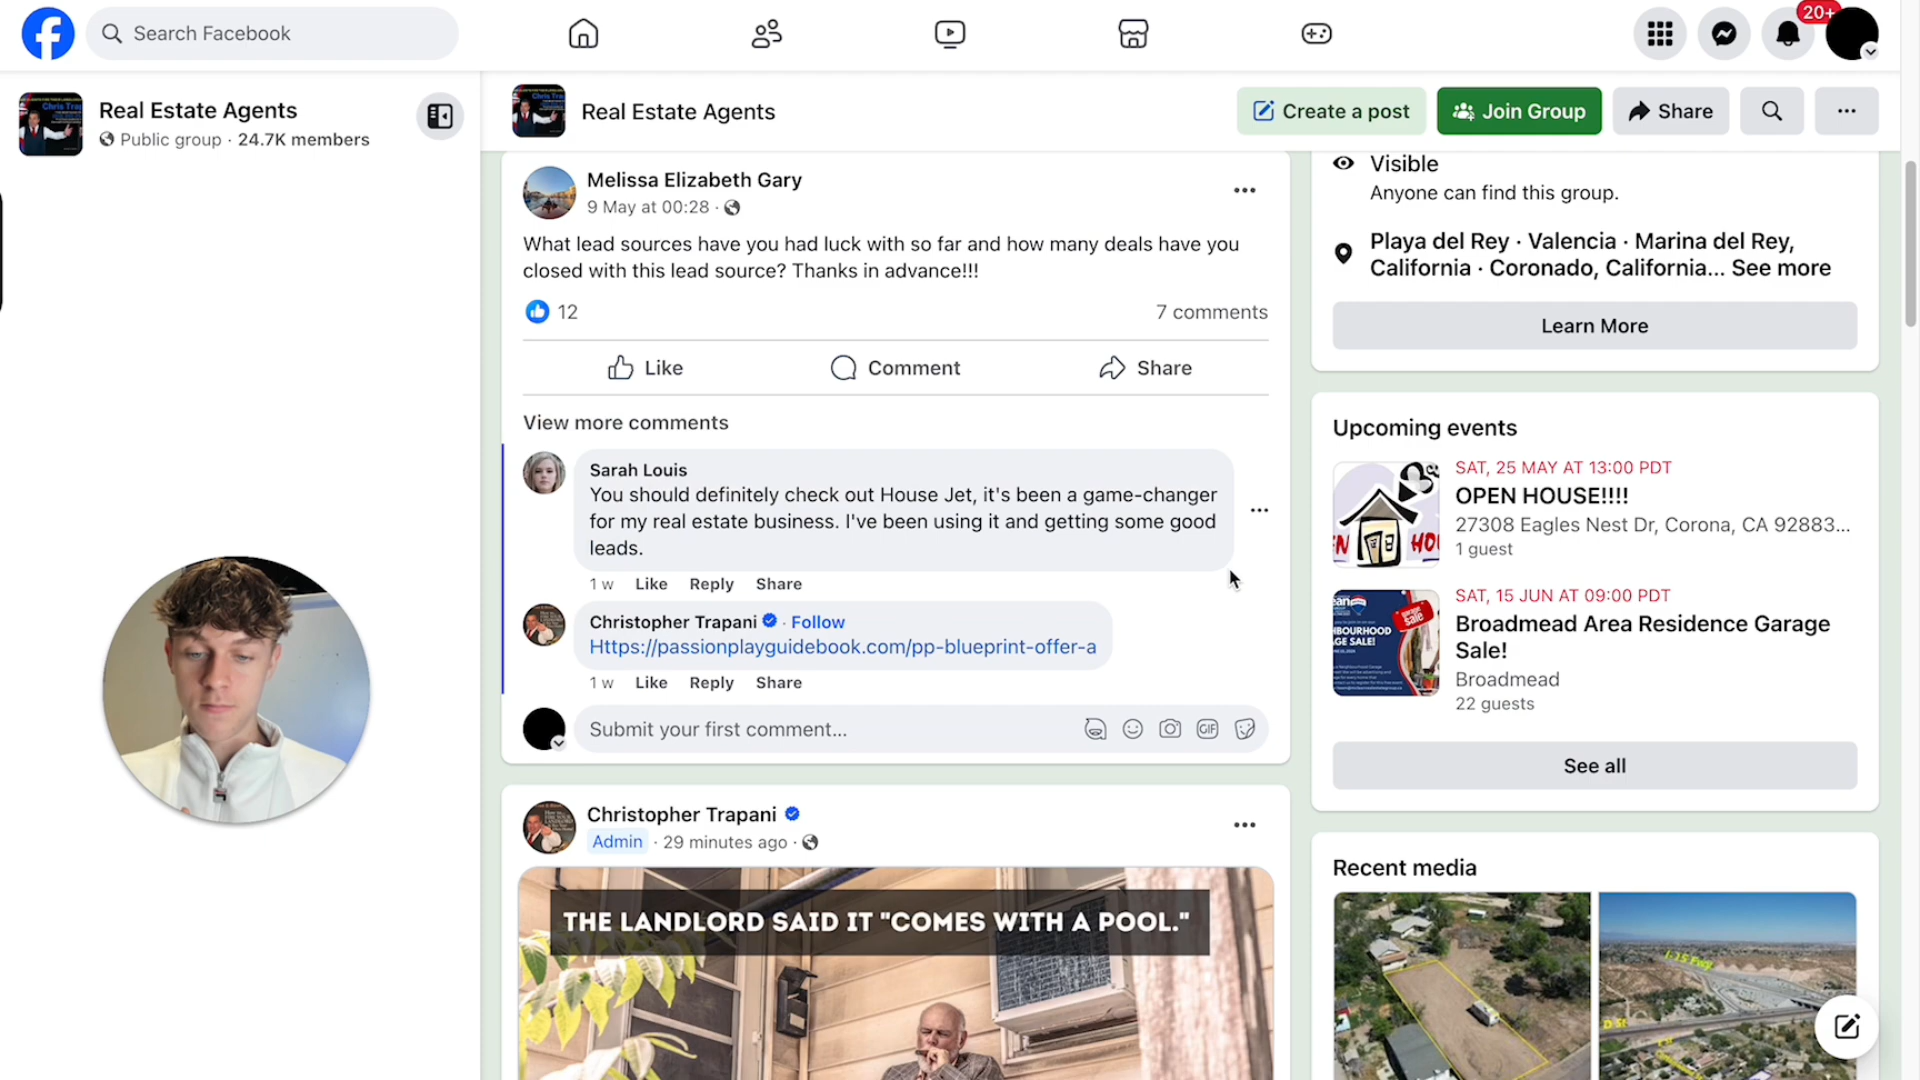 Search Facebook
20+
Real Estate Agents
Public group · 24.7K members
Real Estate Agents
Create a post
Join Group
Share
Melissa Elizabeth Gary
9 May at 00:28 ·
What lead sources have you had luck with so far and how many deals have you
closed with this lead source? Thanks in advance!!!
12
7 comments
Like
Comment
Share
View more comments
Sarah Louis
You should definitely check out House Jet, it's been a game-changer
for my real estate business. I've been using it and getting some good
leads.
1 w Like Reply Share
Christopher Trapani · Follow
Https://passionplayguidebook.com/pp-blueprint-offer-a
1 w Like Reply Share
Submit your first comment...
GIF
Christopher Trapani
Admin · 29 minutes ago ·
THE LANDLORD SAID IT "COMES WITH A POOL."
Visible
Anyone can find this group.
Playa del Rey · Valencia · Marina del Rey,
California · Coronado, California... See more
Learn More
Upcoming events
SAT, 25 MAY AT 13:00 PDT
OPEN HOUSE!!!!
27308 Eagles Nest Dr, Corona, CA 92883...
1 guest
SAT, 15 JUN AT 09:00 PDT
Broadmead Area Residence Garage
Sale!
Broadmead
22 guests
See all
Recent media
I-25 Fwy
D St